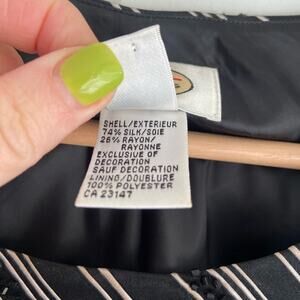 SHELL/EXTERIEUR
74% SILK/SOIE
26% RAYON/
RAYONNE
EXCLUSIVE OF
DECORATION
SAUF DECORATION
LINING/DOUBLURE
100% POLYESTER
CA 23147